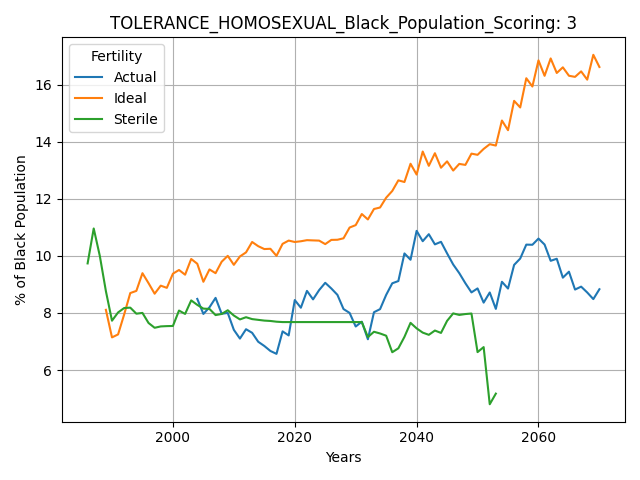 TOLERANCE_HOMOSEXUAL_Black_Population_Scoring: 3
Fertility
Actual
Ideal
Sterile
% of Black Population
16
14
12
10
8
6
2000 2020 2040 2060
Years